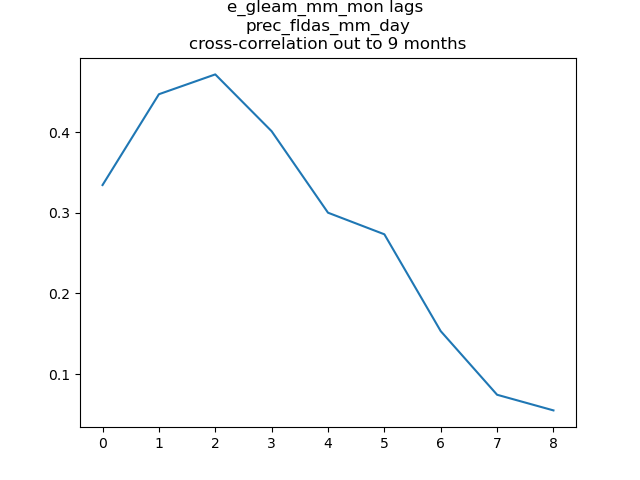 e_gleam_mm_mon lags
prec_fldas_mm_day
cross-correlation out to 9 months
0.4
0.3
0.2
0.1
0 1 2 3 4 5 6 7 8